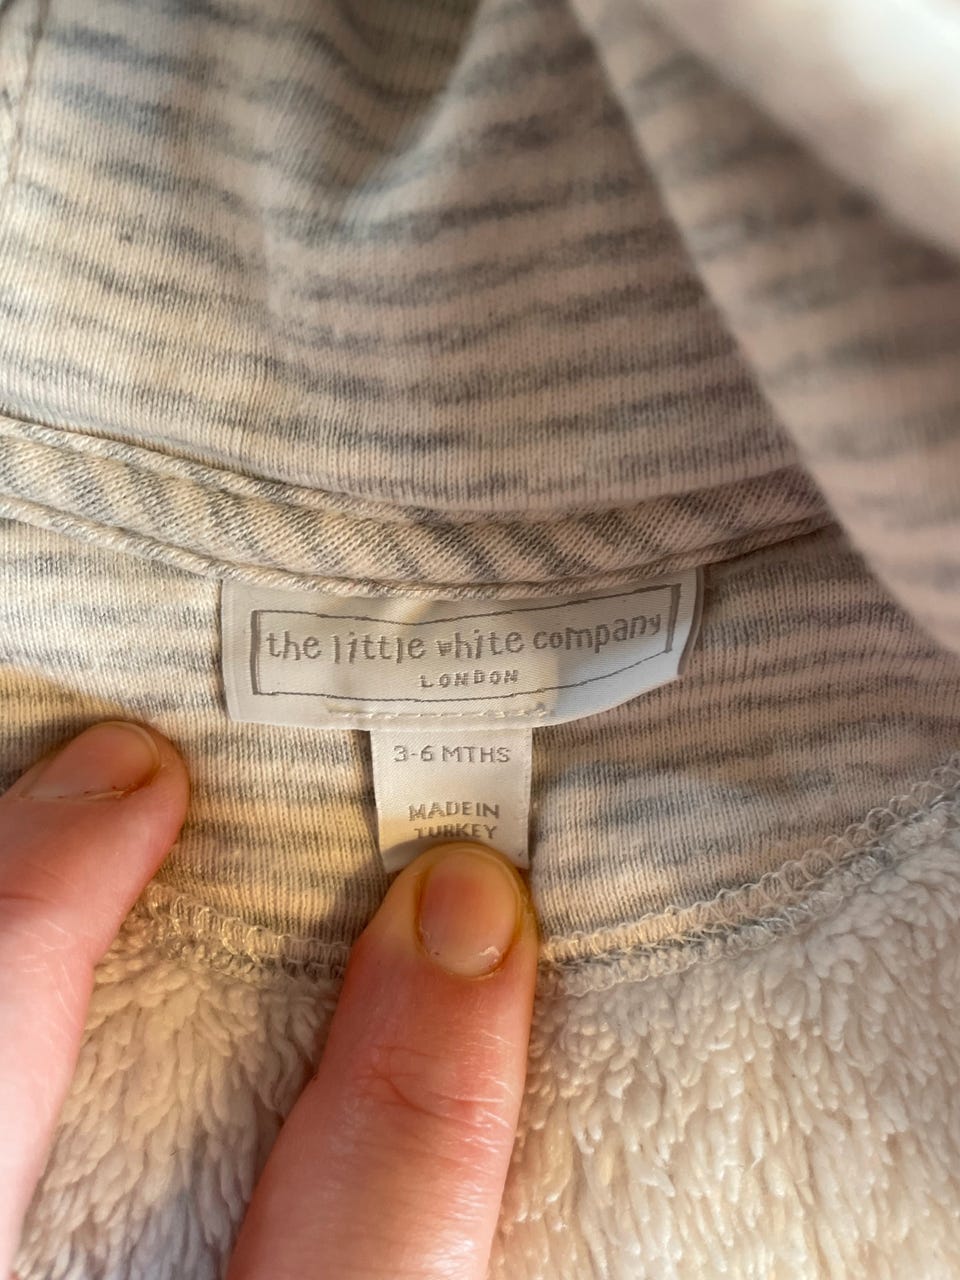 the little white company
LONDON
3-6 MTHS
MADE IN
TURKEY